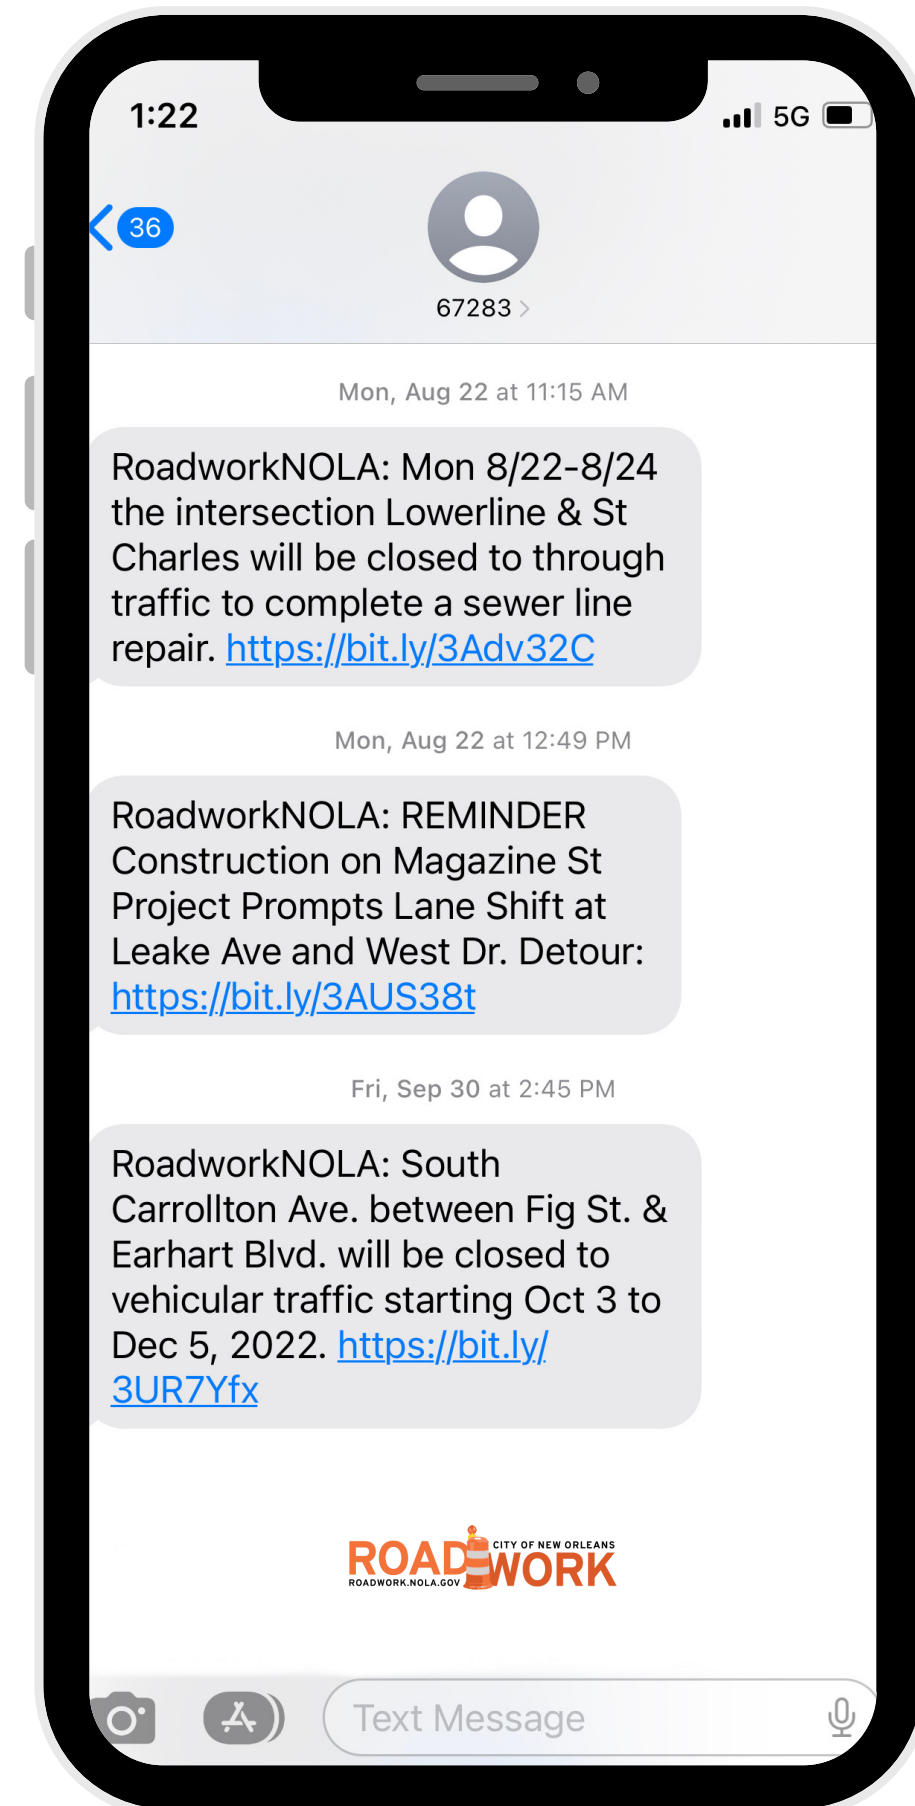 1:22
5G
36
67283
Mon, Aug 22 at 11:15 AM
RoadworkNOLA: Mon 8/22-8/24
the intersection Lowerline & St
Charles will be closed to through
traffic to complete a sewer line
repair. https://bit.ly/3Adv32C
Mon, Aug 22 at 12:49 PM
RoadworkNOLA: REMINDER
Construction on Magazine St
Project Prompts Lane Shift at
Leake Ave and West Dr. Detour:
https://bit.ly/3AUS38t
Fri, Sep 30 at 2:45 PM
RoadworkNOLA: South
Carrollton Ave. between Fig St. &
Earhart Blvd. will be closed to
vehicular traffic starting Oct 3 to
Dec 5, 2022. https://bit.ly/
3UR7Yfx
CITY OF NEW ORLEANS
ROADWORK
ROADWORK.NOLA.GOV
Text Message